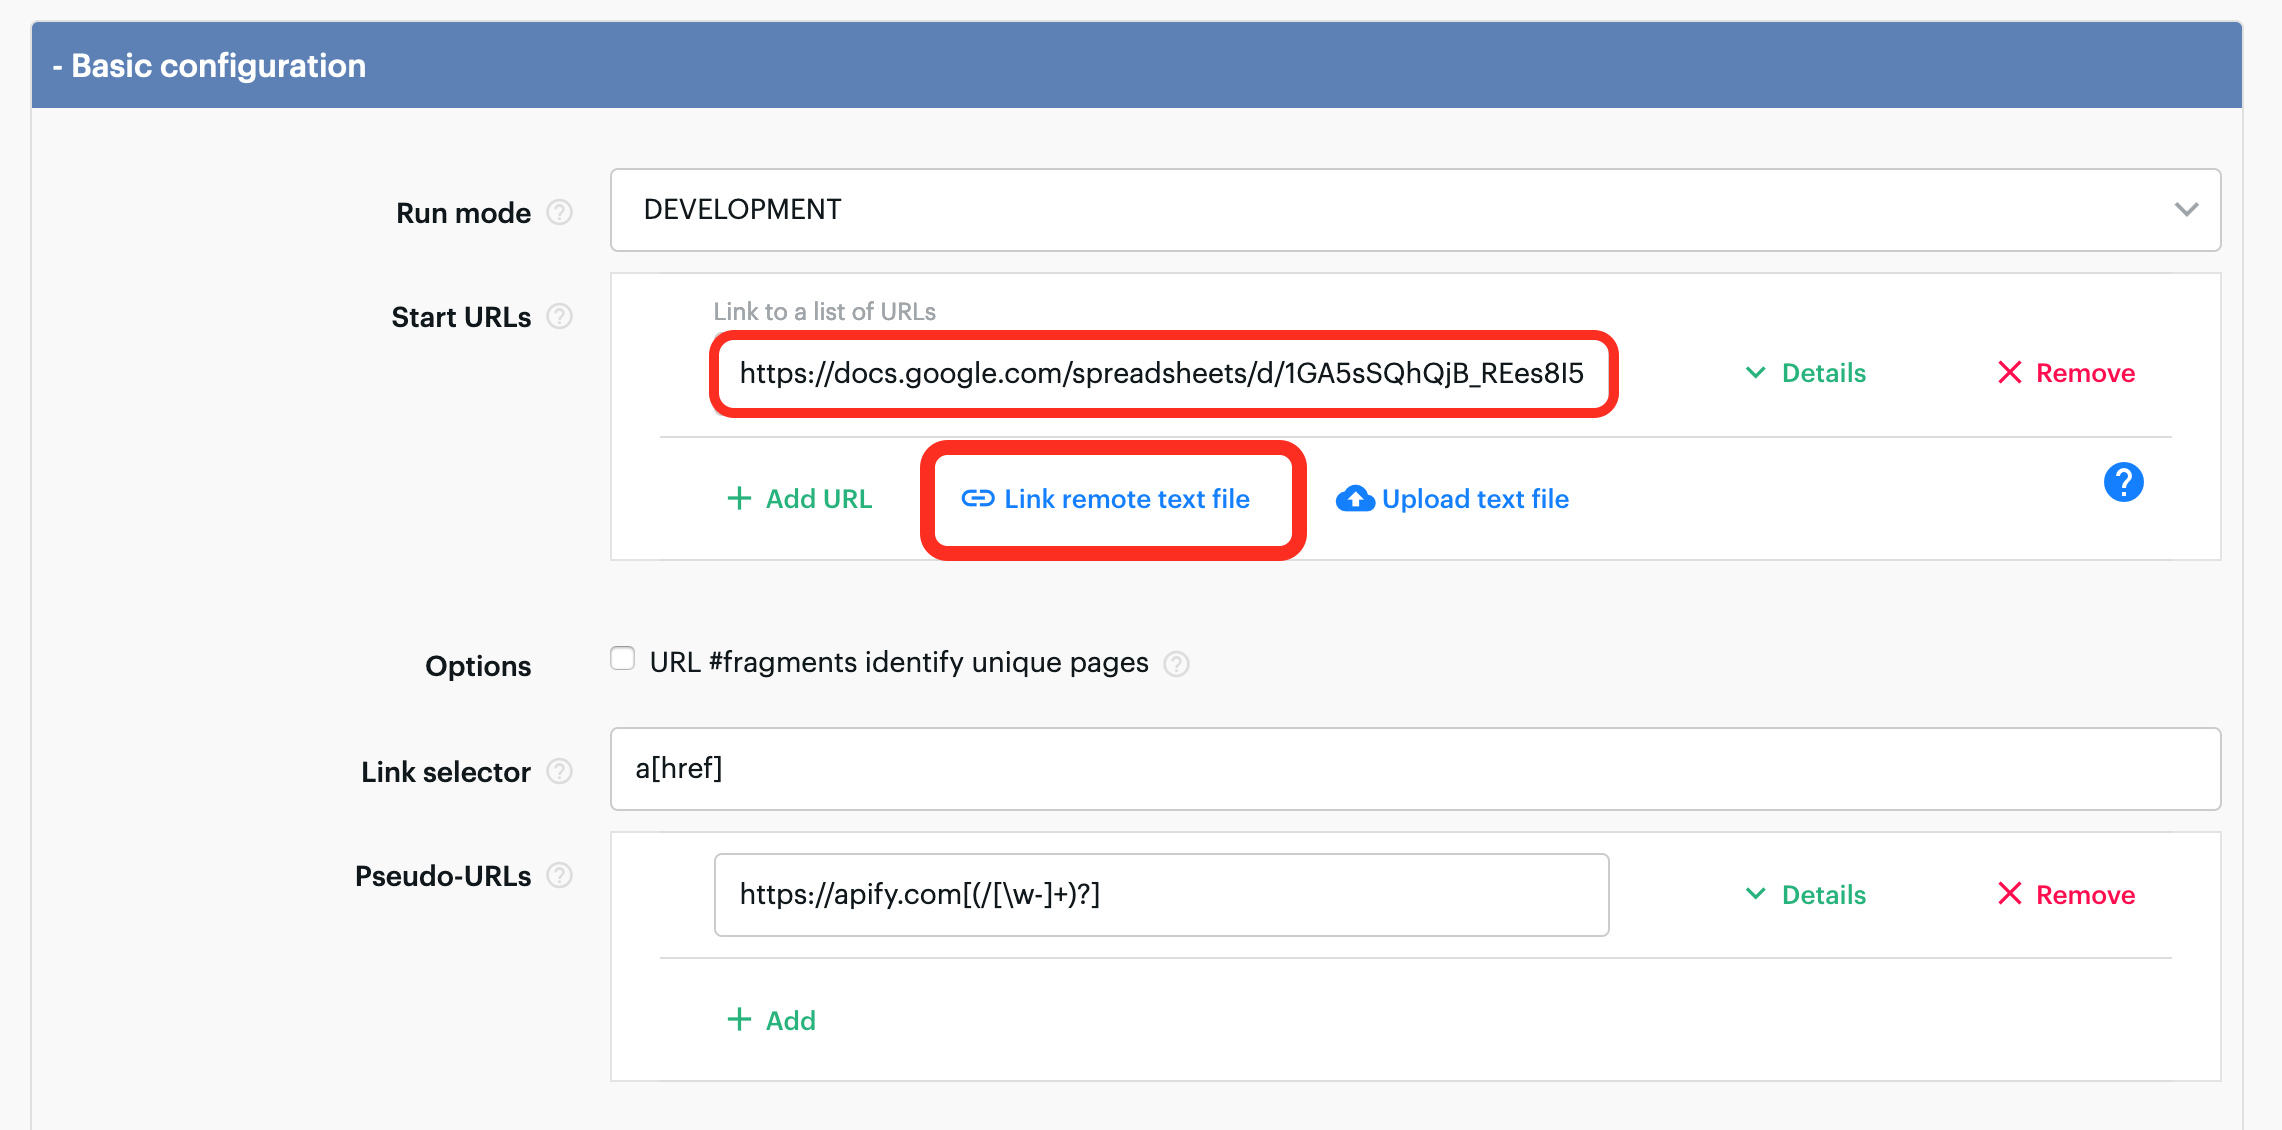 - Basic configuration
Run mode ?
DEVELOPMENT
Start URLs ?
Link to a list of URLs
https://docs.google.com/spreadsheets/d/1GA5sSQhQjB_REes8I5
Details
Remove
Add URL
Link remote text file
Upload text file
?
Options
URL #fragments identify unique pages ?
Link selector ?
a[href]
Pseudo-URLs ?
https://apify.com[(/[\w-]+)?]
Details
Remove
Add